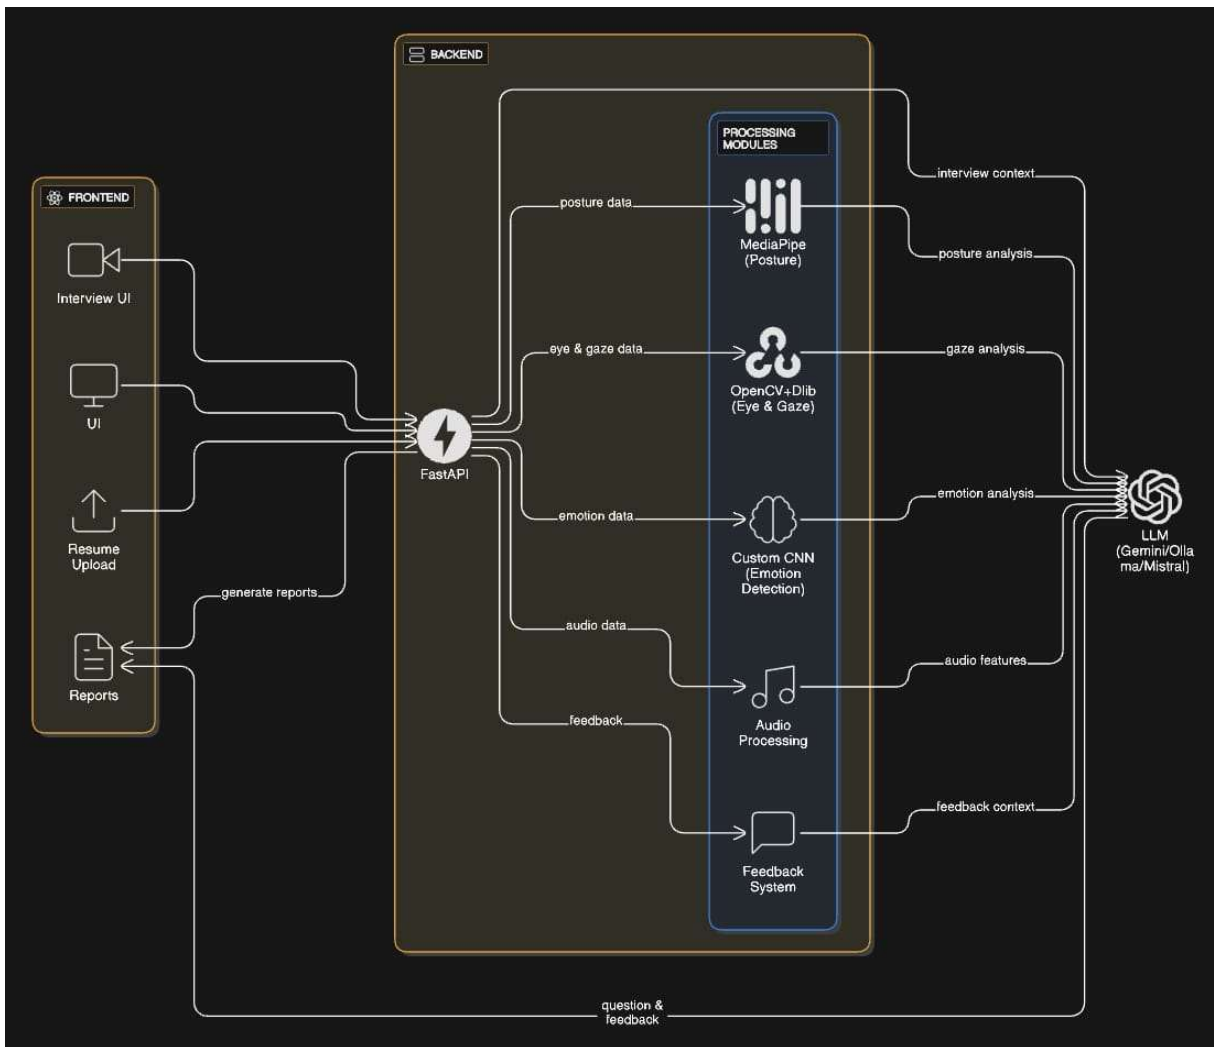 BACKEND
PROCESSING
MODULES
interview context
FRONTEND
posture data
MediaPipe
(Posture)
posture analysis
Interview UI
eye & gaze data
gaze analysis
OpenCV+Dlib
(Eye & Gaze)
UI
FastAPI
emotion data
emotion analysis
Resume
Upload
Custom CNN
(Emotion
Detection)
LLM
(Gemini/Olla
ma/Mistral)
generate reports
audio data
audio features
Reports
feedback
Audio
Processing
feedback context
Feedback
System
question &
feedback